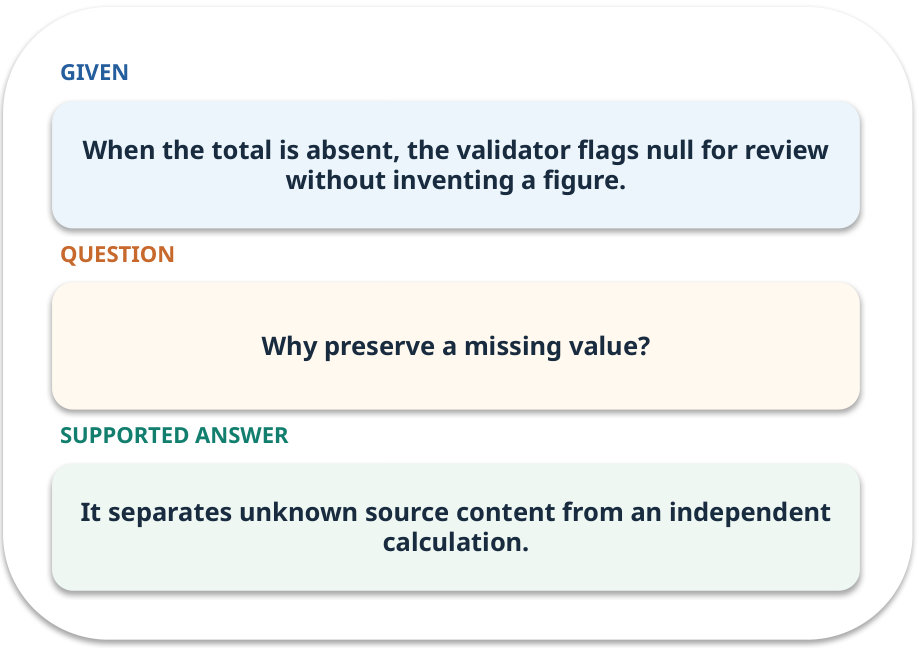 GIVEN
When the total is absent, the validator flags null for review
without inventing a figure.
QUESTION
Why preserve a missing value?
SUPPORTED ANSWER
It separates unknown source content from an independent
calculation.